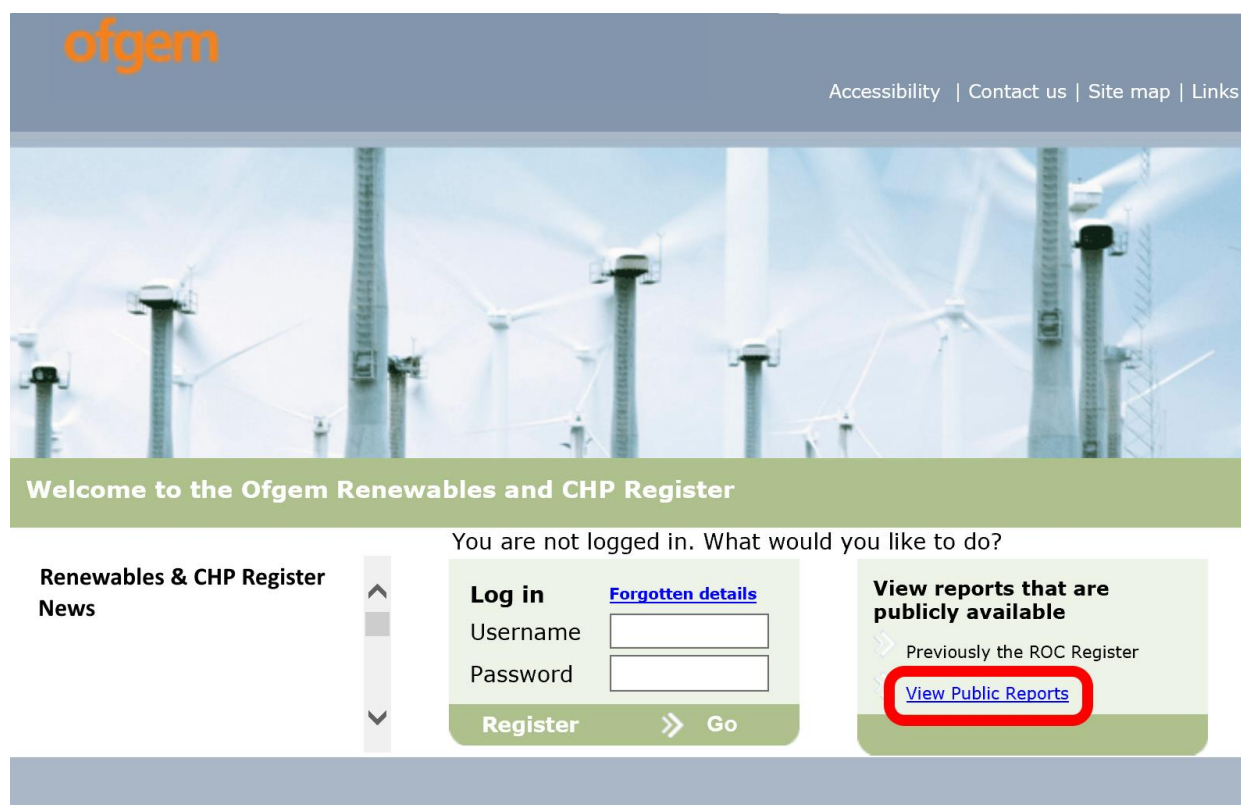 ofgem
Accessibility | Contact us | Site map | Links
Welcome to the Ofgem Renewables and CHP Register
You are not logged in. What would you like to do?
Renewables & CHP Register
News
Log in Forgotten details
Username
Password
Register Go
View reports that are
publicly available
Previously the ROC Register
View Public Reports